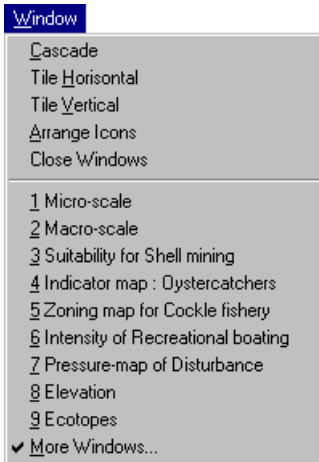 Window
Cascade
Tile Horisontal
Tile Vertical
Arrange Icons
Close Windows
1 Micro-scale
2 Macro-scale
3 Suitability for Shell mining
4 Indicator map : Oystercatchers
5 Zoning map for Cockle fishery
6 Intensity of Recreational boating
7 Pressure-map of Disturbance
8 Elevation
9 Ecotopes
✔ More Windows...